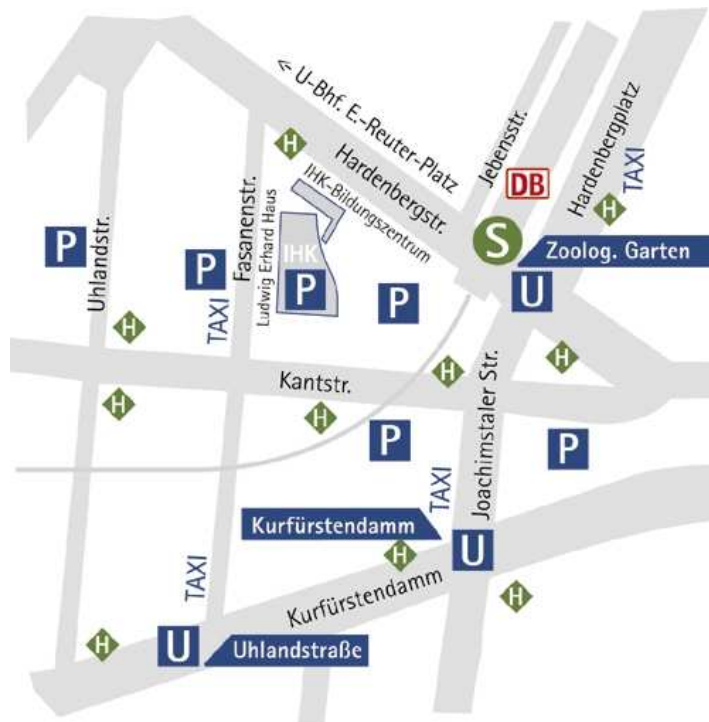 < U-Bhf. E.-Reuter-Platz
Hardenbergstr.
Jebensstr.
Hardenbergplatz
TAXI
H
DB
H
IHK-Bildungszentrum
S
Zoolog. Garten
U
Uhlandstr.
P
P
Fasanenstr.
Ludwig Erhard Haus
IHK
P
P
TAXI
H
H
H
Kantstr.
H
H
Joachimstaler Str.
P
P
TAXI
Kurfürstendamm
U
H
Kurfürstendamm
H
TAXI
H
U
Uhlandstraße